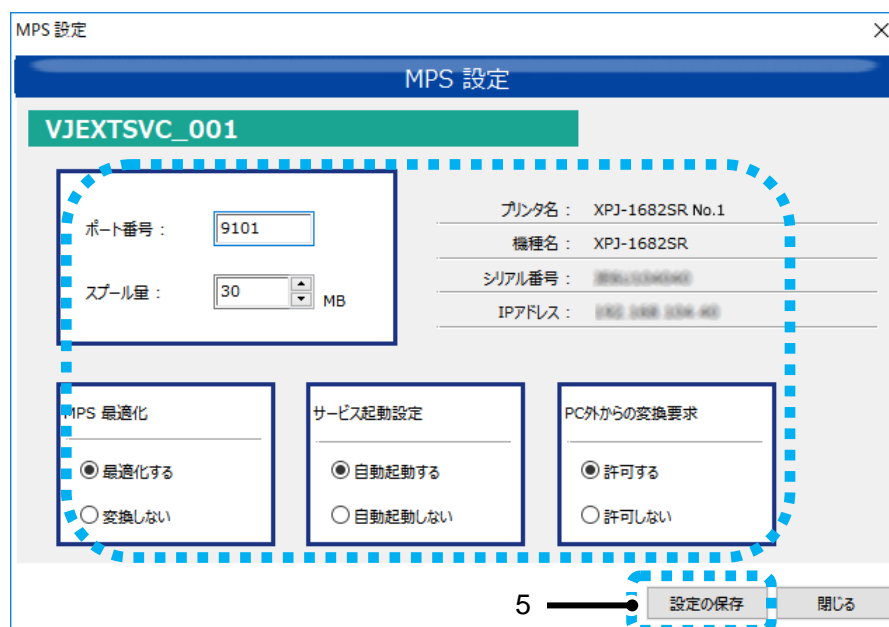 MPS 設定
MPS 設定
VJEXTSVC_001
ポート番号 : 9101
スプール量 : 30 MB
プリンタ名 : XPJ-1682SR No.1
機種名 : XPJ-1682SR
シリアル番号 :
IPアドレス :
MPS 最適化
最適化する
変換しない
サービス起動設定
自動起動する
自動起動しない
PC外からの変換要求
許可する
許可しない
5
設定の保存
閉じる